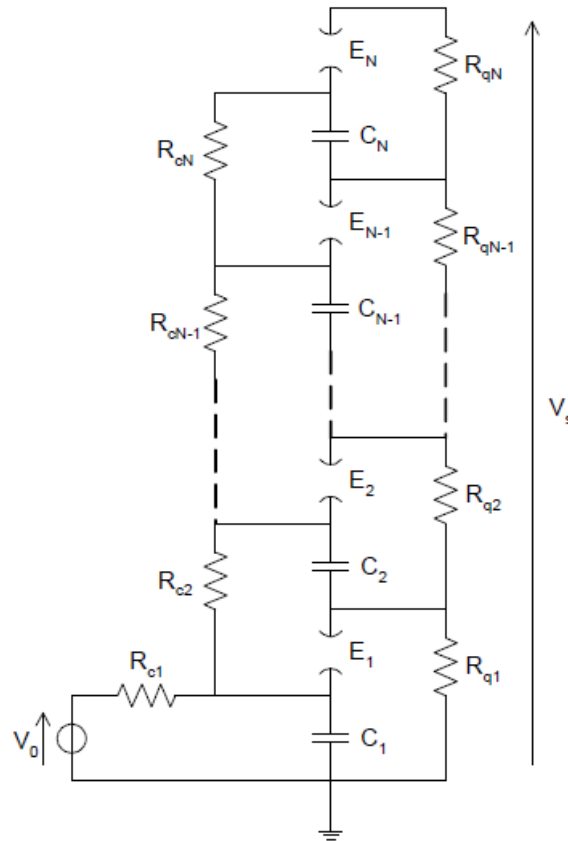 E_N
R_qN
C_N
R_cN
E_N-1
R_qN-1
C_N-1
R_cN-1
V_s
E_2
R_q2
C_2
R_c2
E_1
R_c1
R_q1
V_0
C_1